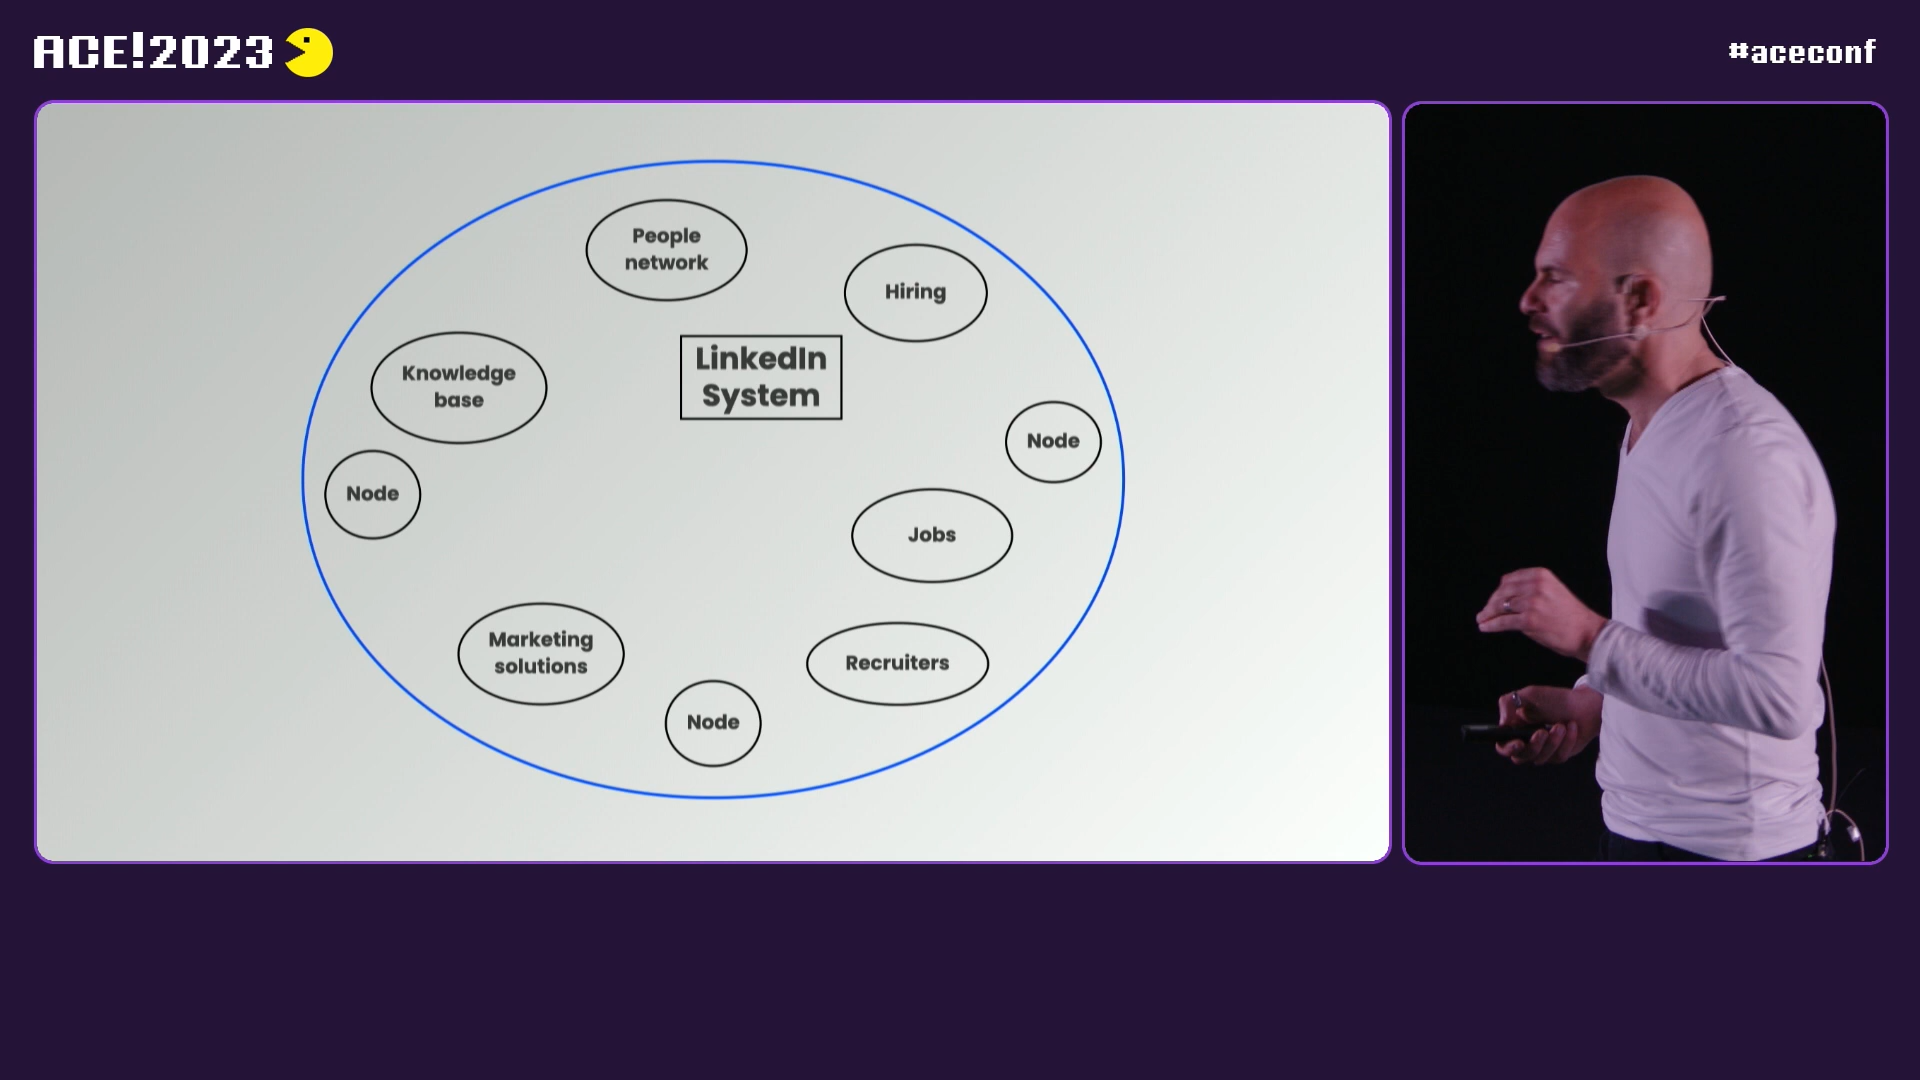 ACE!2023
#aceconf
People
network
Hiring
LinkedIn
System
Knowledge
base
Node
Node
Jobs
Marketing
solutions
Recruiters
Node